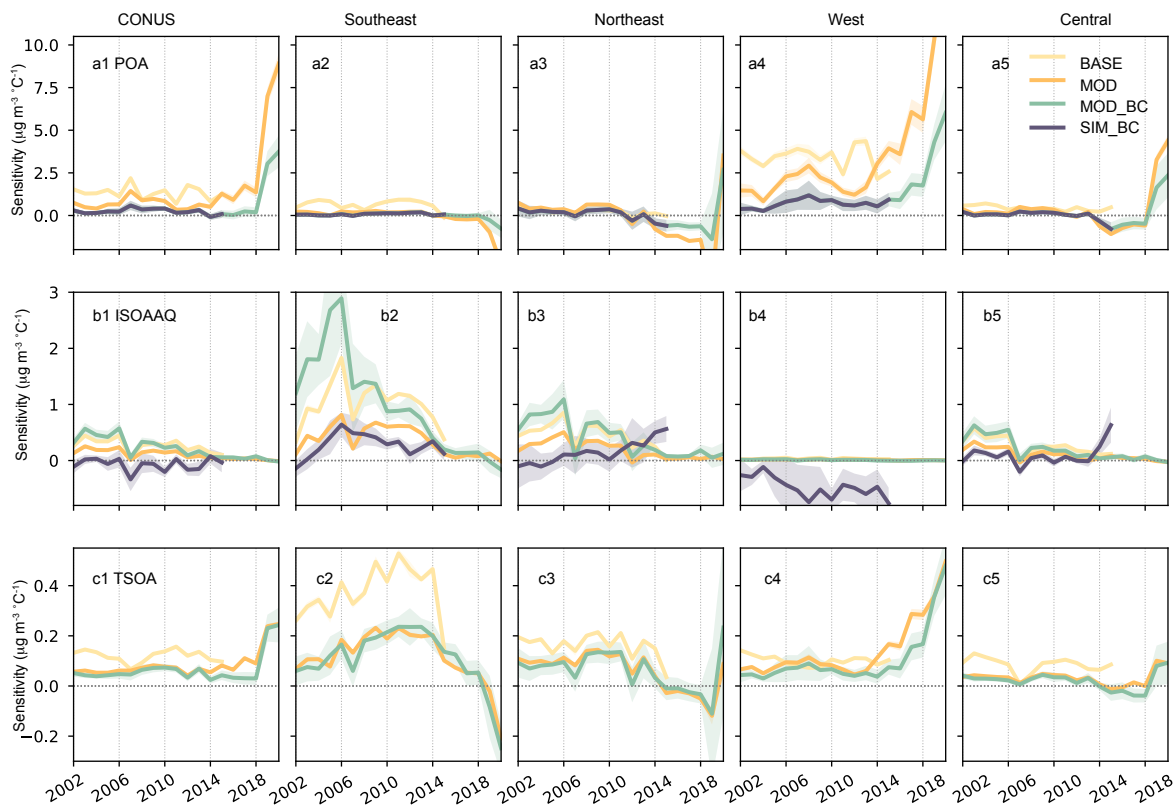 CONUS Southeast Northeast West Central
10.0
7.5
5.0
2.5
0.0
Sensitivity (μg m⁻³ °C⁻¹)
a1 POA a2 a3 a4 a5
BASE
MOD
MOD_BC
SIM_BC
3
2
1
0
Sensitivity (μg m⁻³ °C⁻¹)
b1 ISOAAQ b2 b3 b4 b5
0.4
0.2
0.0
−0.2
Sensitivity (μg m⁻³ °C⁻¹)
c1 TSOA c2 c3 c4 c5
2002 2006 2010 2014 2018 2002 2006 2010 2014 2018 2002 2006 2010 2014 2018 2002 2006 2010 2014 2018 2002 2006 2010 2014 2018